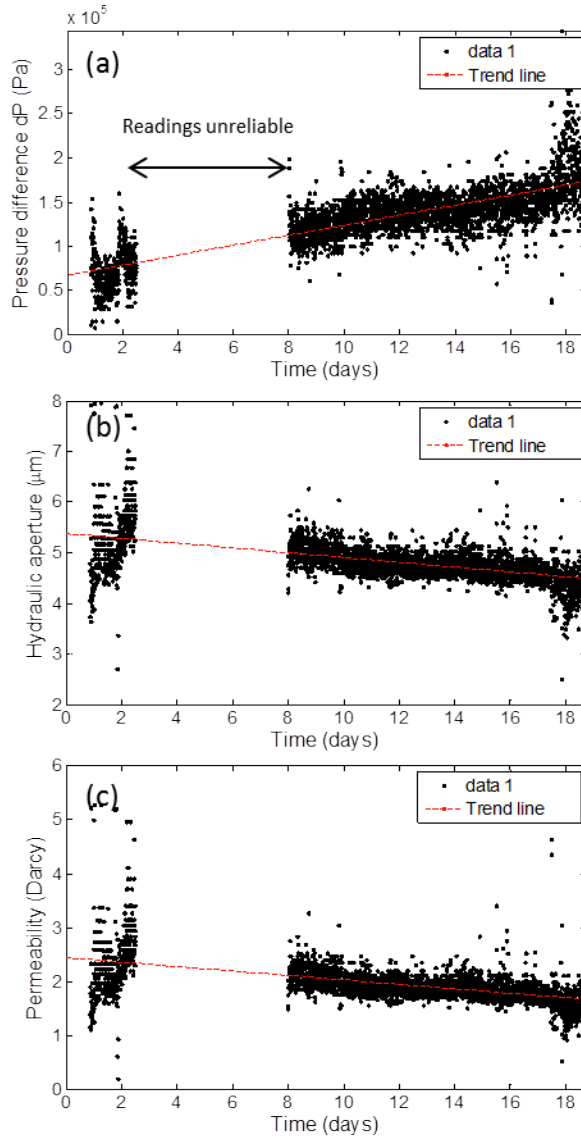 x 10⁵
(a)
data 1
Trend line
Readings unreliable
Pressure difference dP (Pa)
3
2.5
2
1.5
1
0.5
0
0 2 4 6 8 10 12 14 16 18
Time (days)
(b)
data 1
Trend line
Hydraulic aperture (μm)
8
7
6
5
4
3
2
0 2 4 6 8 10 12 14 16 18
Time (days)
(c)
data 1
Trend line
Permeability (Darcy)
6
5
4
3
2
1
0
0 2 4 6 8 10 12 14 16 18
Time (days)